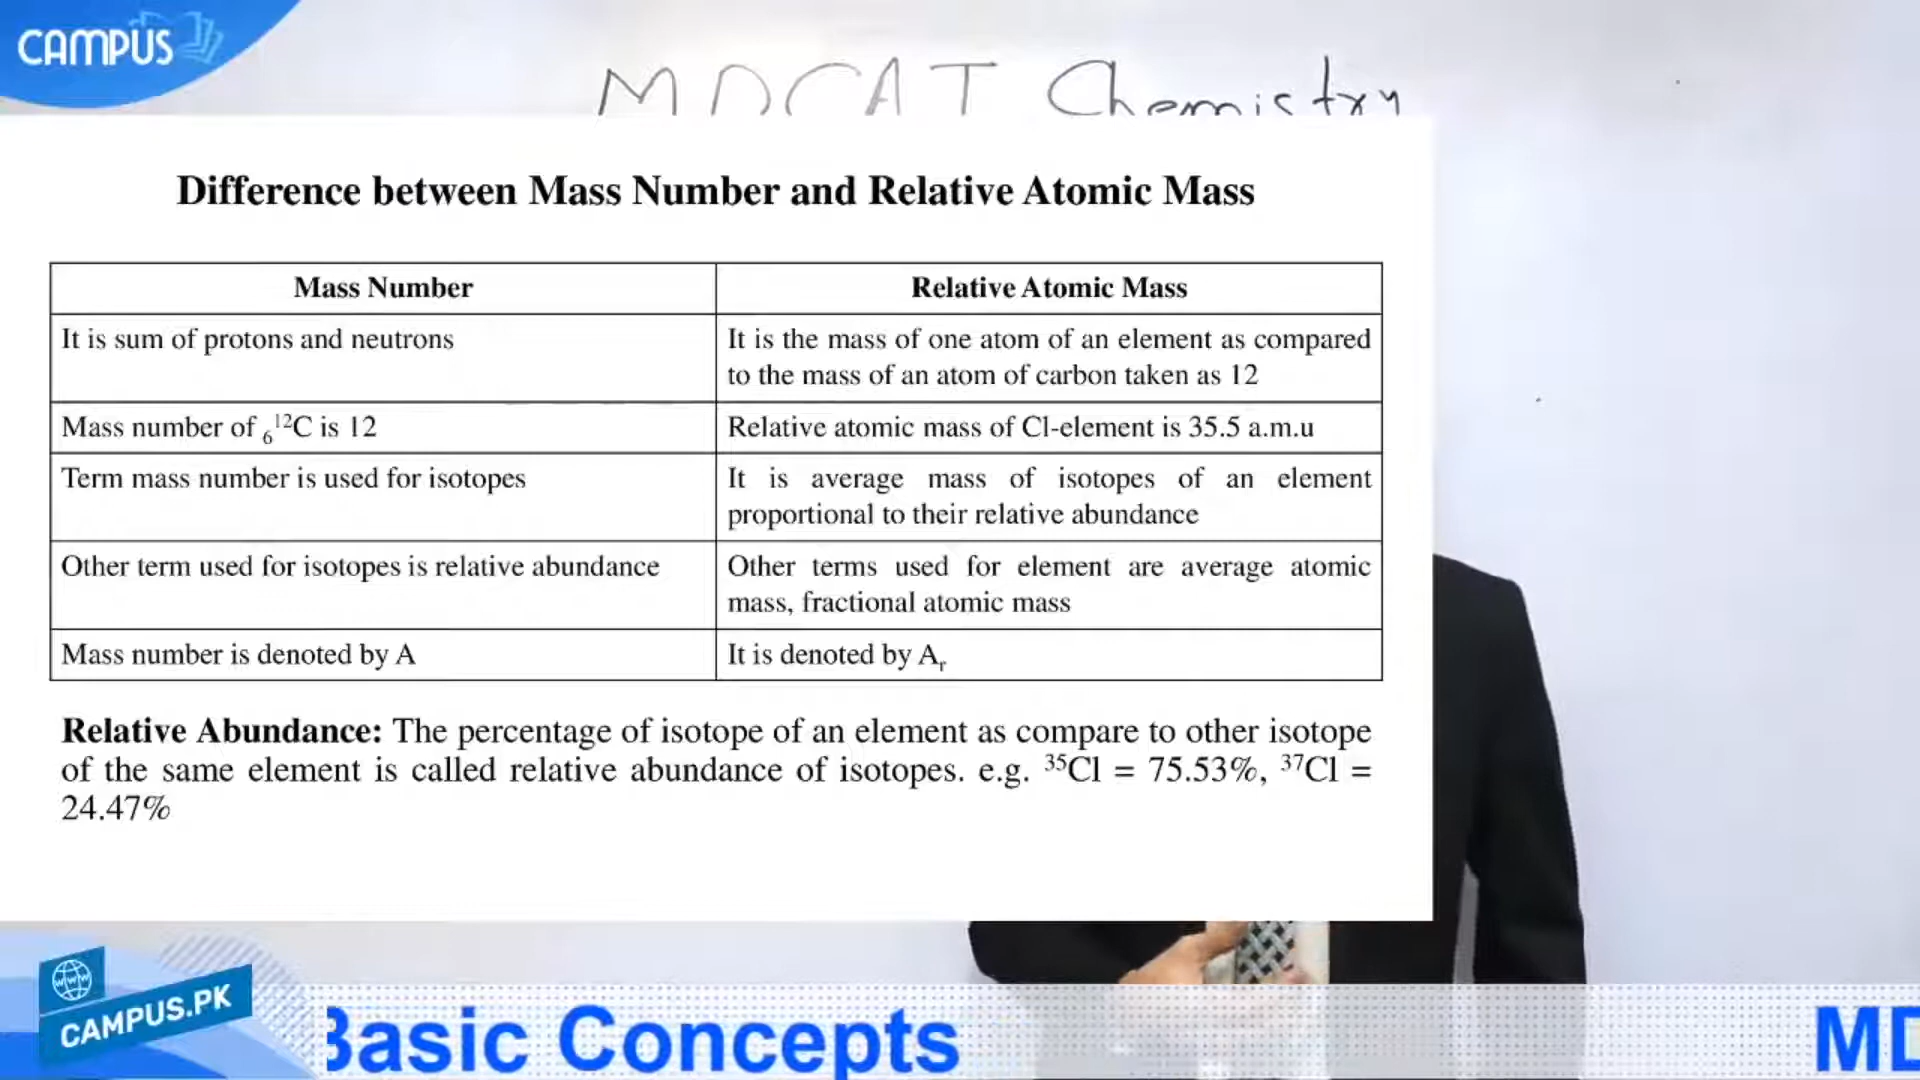 CAMPUS
MDCAT Chemistry
Difference between Mass Number and Relative Atomic Mass
Mass Number
Relative Atomic Mass
It is sum of protons and neutrons
It is the mass of one atom of an element as compared
to the mass of an atom of carbon taken as 12
Mass number of ₆¹²C is 12
Relative atomic mass of Cl-element is 35.5 a.m.u
Term mass number is used for isotopes
It is average mass of isotopes of an element
proportional to their relative abundance
Other term used for isotopes is relative abundance
Other terms used for element are average atomic
mass, fractional atomic mass
Mass number is denoted by A
It is denoted by Aᵣ
Relative Abundance: The percentage of isotope of an element as compare to other isotope
of the same element is called relative abundance of isotopes. e.g. ³⁵Cl = 75.53%, ³⁷Cl =
24.47%
www
CAMPUS.PK
Basic Concepts
MD